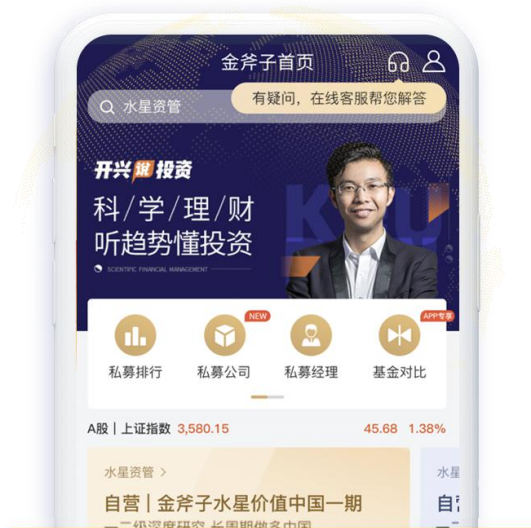 金斧子首页
有疑问，在线客服帮您解答
水星资管
开兴说投资
科/学/理/财
听趋势懂投资
SCIENTIFIC FINANCIAL MANAGEMENT
NEW
APP专享
私募排行 私募公司 私募经理 基金对比
A股 | 上证指数 3,580.15 45.68 1.38%
水星资管 >
水星
自营 | 金斧子水星价值中国一期